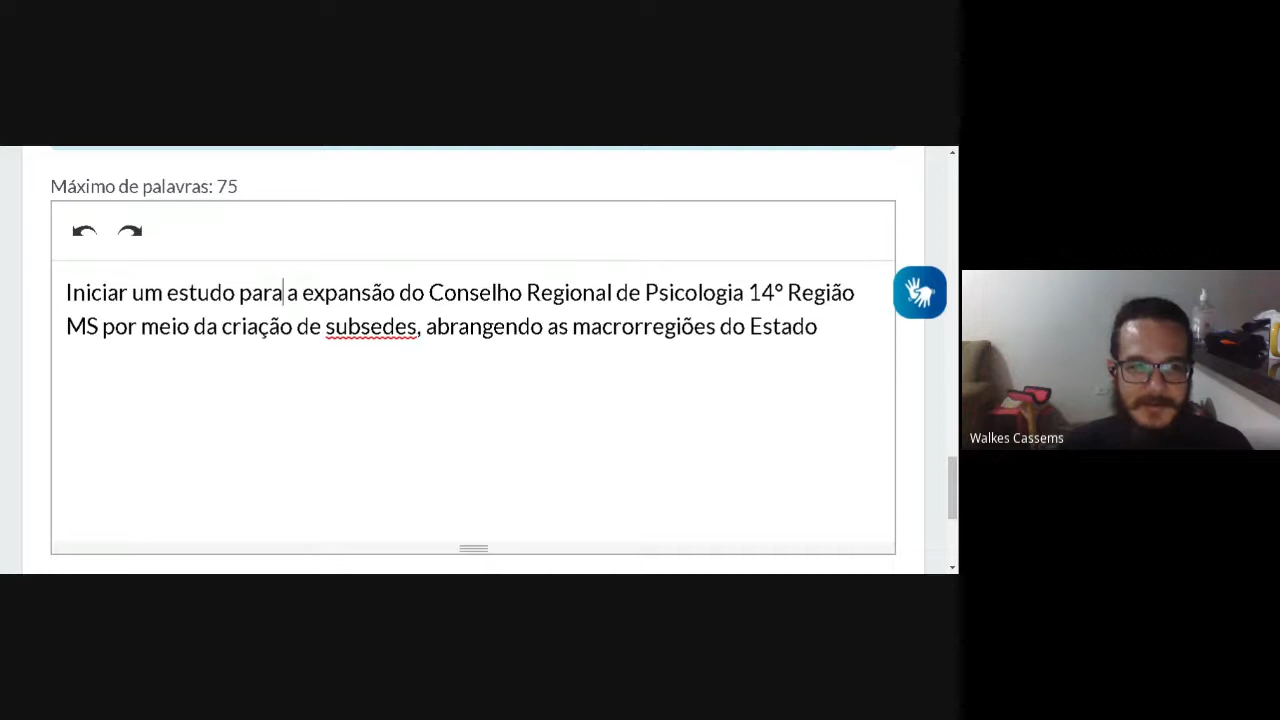 Máximo de palavras: 75
Iniciar um estudo para a expansão do Conselho Regional de Psicologia 14° Região
MS por meio da criação de subsedes, abrangendo as macrorregiões do Estado
Walkes Cassems